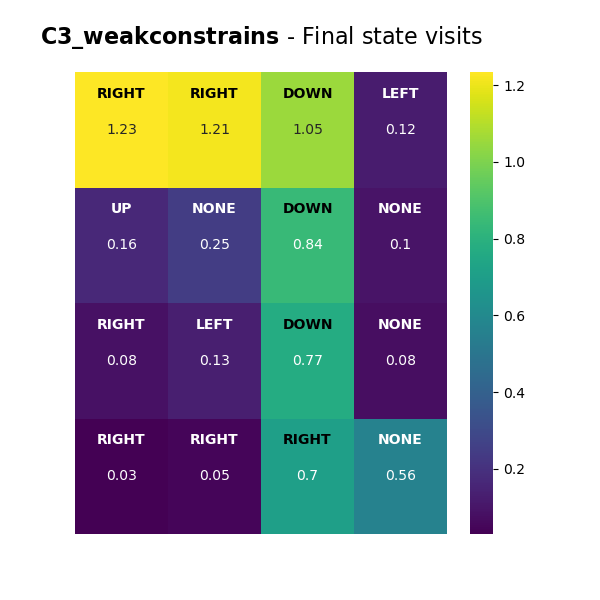 C3_weakconstrains - Final state visits
RIGHT RIGHT DOWN LEFT
1.23 1.21 1.05 0.12
UP NONE DOWN NONE
0.16 0.25 0.84 0.1
RIGHT LEFT DOWN NONE
0.08 0.13 0.77 0.08
RIGHT RIGHT RIGHT NONE
0.03 0.05 0.7 0.56
1.2
1.0
0.8
0.6
0.4
0.2